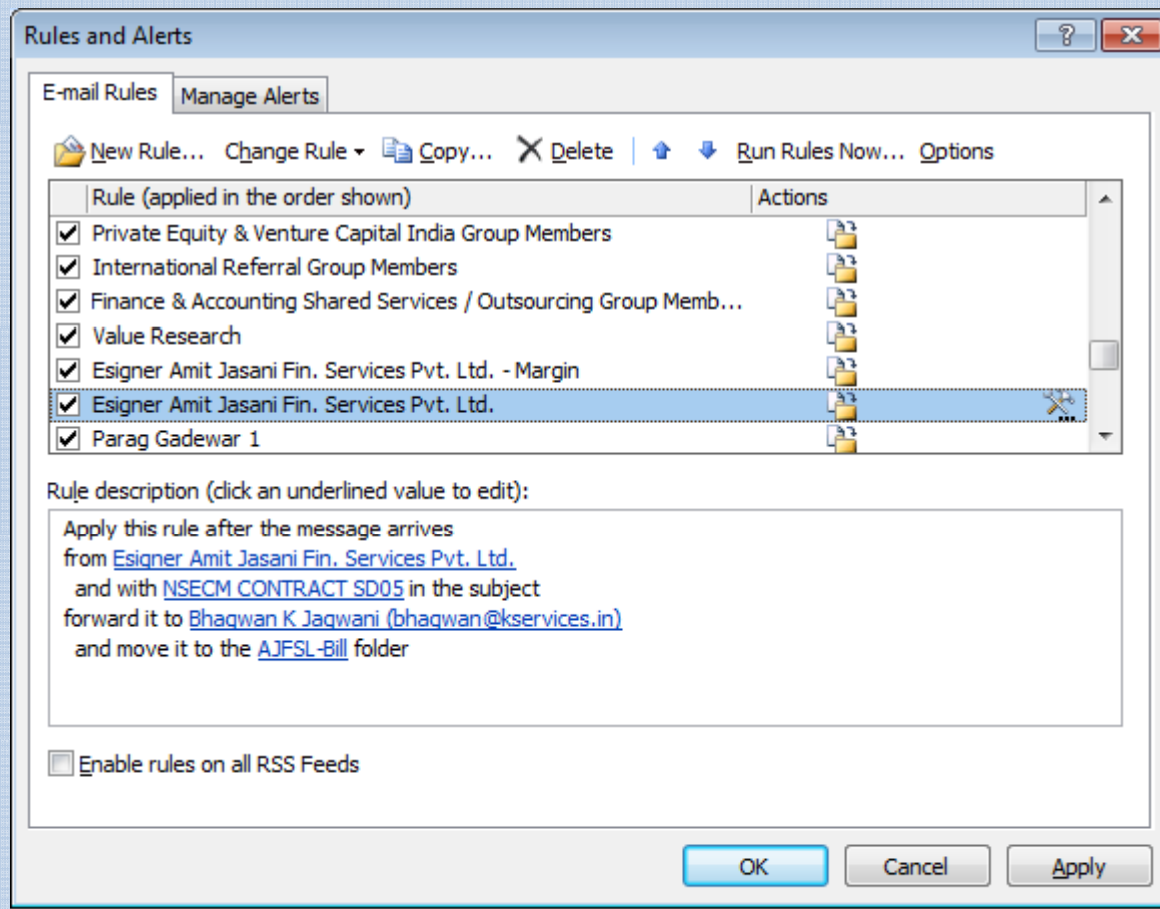 Rules and Alerts
E-mail Rules Manage Alerts
New Rule... Change Rule Copy... Delete Run Rules Now... Options
Rule (applied in the order shown) Actions
Private Equity & Venture Capital India Group Members
International Referral Group Members
Finance & Accounting Shared Services / Outsourcing Group Memb...
Value Research
Esigner Amit Jasani Fin. Services Pvt. Ltd. - Margin
Esigner Amit Jasani Fin. Services Pvt. Ltd.
Parag Gadewar 1
Rule description (click an underlined value to edit):
Apply this rule after the message arrives
from Esigner Amit Jasani Fin. Services Pvt. Ltd.
and with NSECM CONTRACT SD05 in the subject
forward it to Bhagwan K Jagwani (bhagwan@kservices.in)
and move it to the AJFSL-Bill folder
Enable rules on all RSS Feeds
OK Cancel Apply